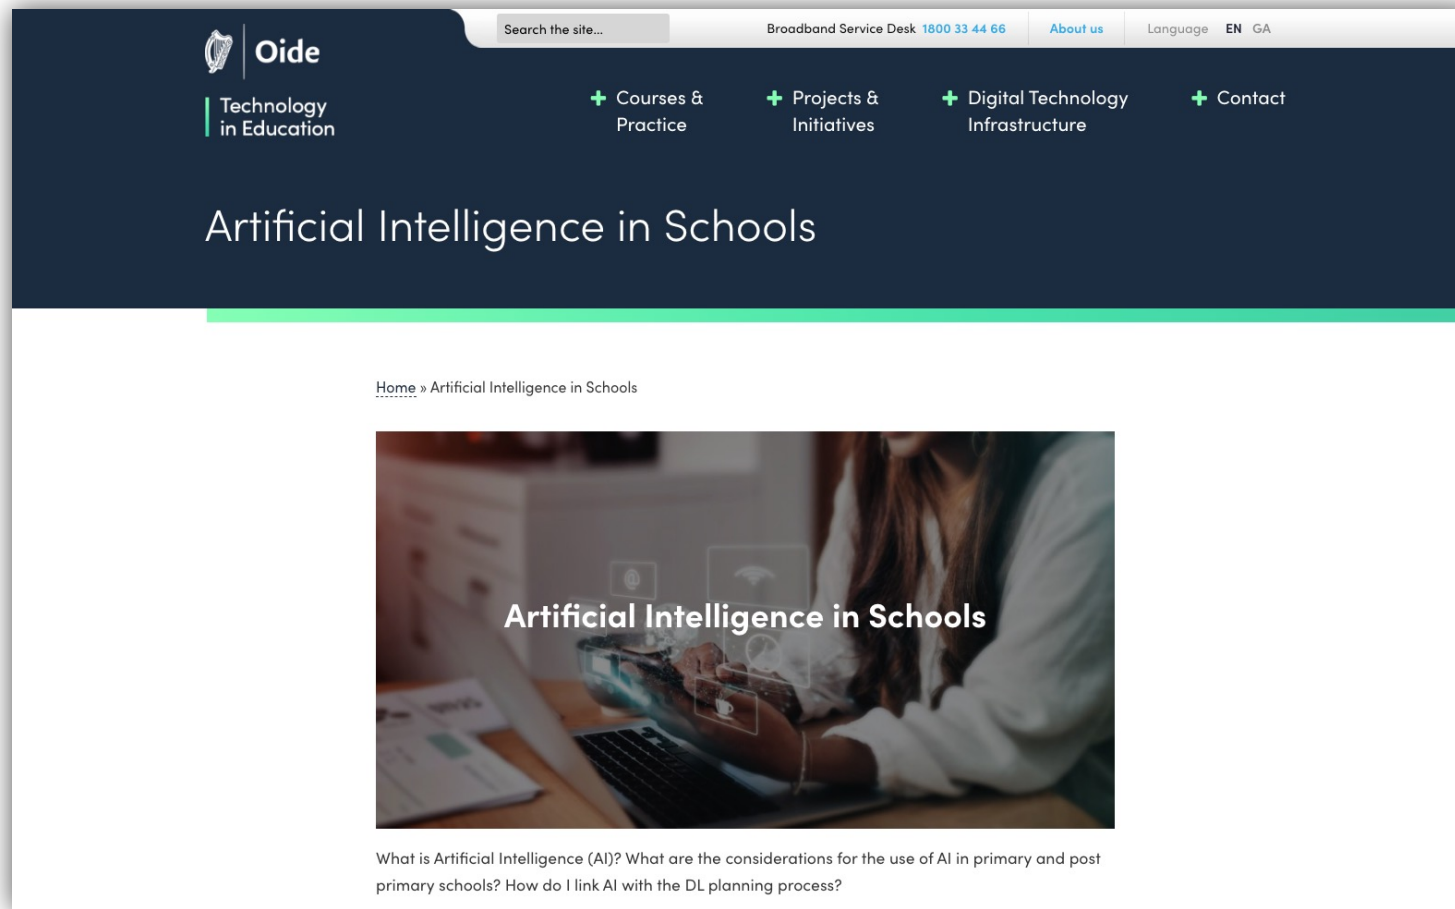 Oide
Technology
in Education
Search the site...
Broadband Service Desk 1800 33 44 66
About us
Language EN GA
Courses &
Practice
Projects &
Initiatives
Digital Technology
Infrastructure
Contact
Artificial Intelligence in Schools
Home » Artificial Intelligence in Schools
Artificial Intelligence in Schools
What is Artificial Intelligence (AI)? What are the considerations for the use of AI in primary and post
primary schools? How do I link AI with the DL planning process?